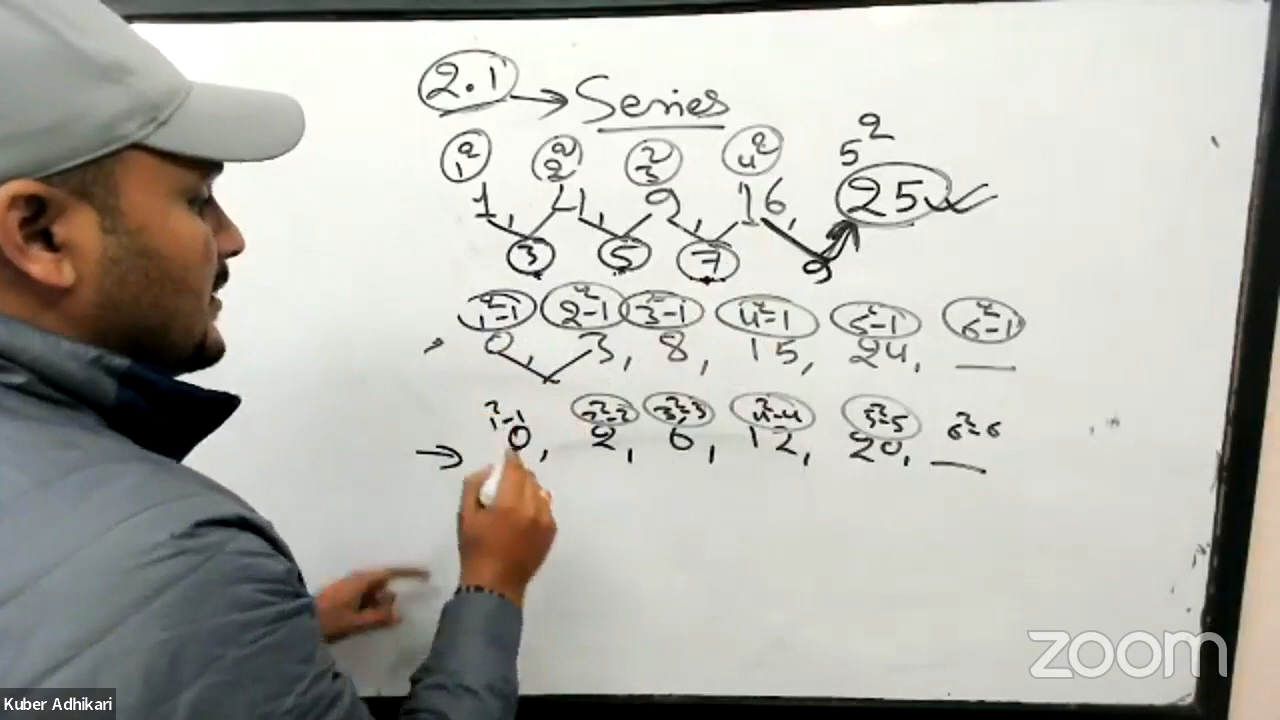 2.1 → Series
1² 2² 3² 4² 5²
1, 4, 9, 16, 25
3 5 7 9
1²-1 2²-1 3²-1 4²-1 5²-1 6²-1
0, 3, 8, 15, 24, __
1²-1 2²-2 3²-3 4²-4 5²-5 6²-6
→ 0, 2, 6, 12, 20, __
zoom
Kuber Adhikari